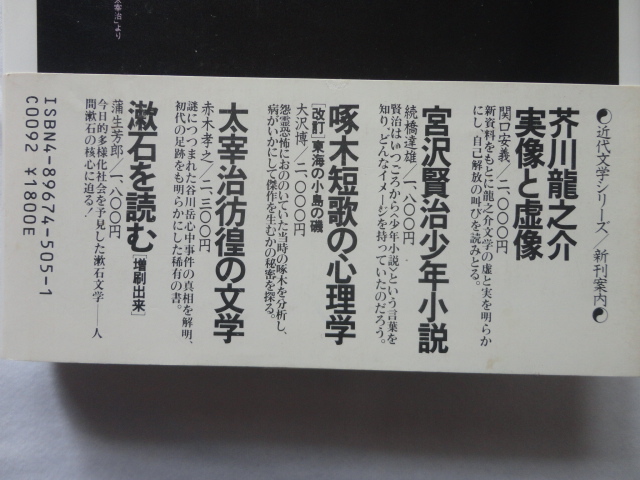 太宰治」より
近代文学シリーズ/新刊案内
芥川龍之介
実像と虚像
関口安義/二、〇〇〇円
新資料をもとに龍之介文学の虚と実を明らか
にし、自己解放の叫びを読みとる。
宮沢賢治少年小説
続橋達雄/一、八〇〇円
賢治はいつごろから〈少年小説〉という言葉を
知り、どんなイメージを持っていたのだろう。
啄木短歌の心理学
[改訂]東海の小島の磯
大沢博/二、〇〇〇円
怨霊恐怖におののいていた当時の啄木を分析し、
病がいかにして傑作を生むかの秘密を探る。
太宰治彷徨の文学
赤木孝之/二、三〇〇円
謎につつまれた谷川岳心中事件の真相を解明、
初代の足跡をも明らかにした稀有の書。
漱石を読む[増刷出来]
蒲生芳郎/一、八〇〇円
今日的多様化社会を予見した漱石文学――人
間漱石の核心に迫る!
ISBN4-89674-505-1
C0092 ¥1800E